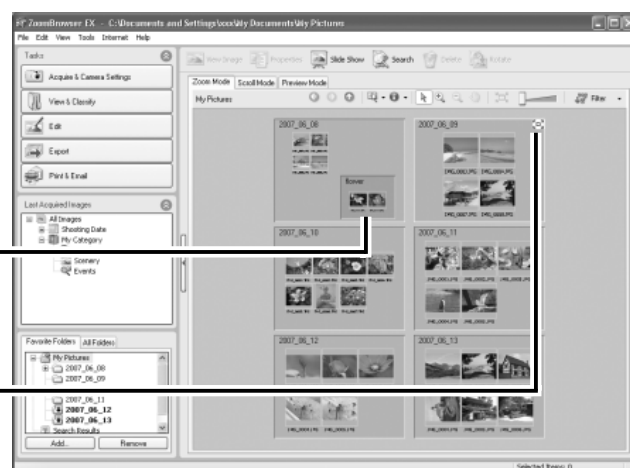 ZoomBrowser EX - C:\Documents and Settings\xxx\My Documents\My Pictures
File Edit View Tools Internet Help
Tasks
Acquire & Camera Settings
View & Classify
Edit
Export
Print & Email
Last Acquired Images
All Images
Shooting Date
My Category
Scenery
Events
Favorite Folders All Folders
My Pictures
2007_06_08
2007_06_09
2007_06_11
2007_06_12
2007_06_13
Search Results
Add... Remove
View Image Properties Slide Show Search Delete Rotate
Zoom Mode Scroll Mode Preview Mode
My Pictures Filter
2007_06_08 2007_06_09
flower
2007_06_10 2007_06_11
2007_06_12 2007_06_13
Selected Items: 0